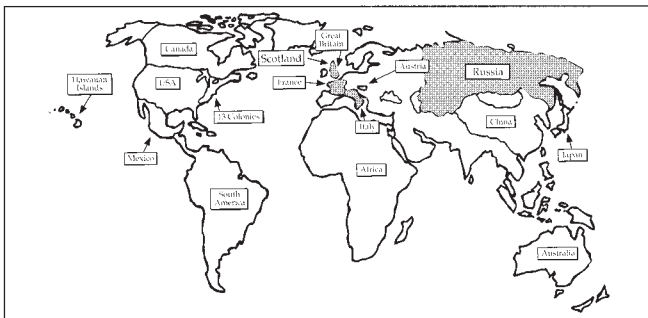 Canada
Great
Britain
Scotland
Austria
Russia
Hawaiian
Islands
USA
France
13 Colonies
Italy
China
Mexico
Japan
Africa
South
America
Australia